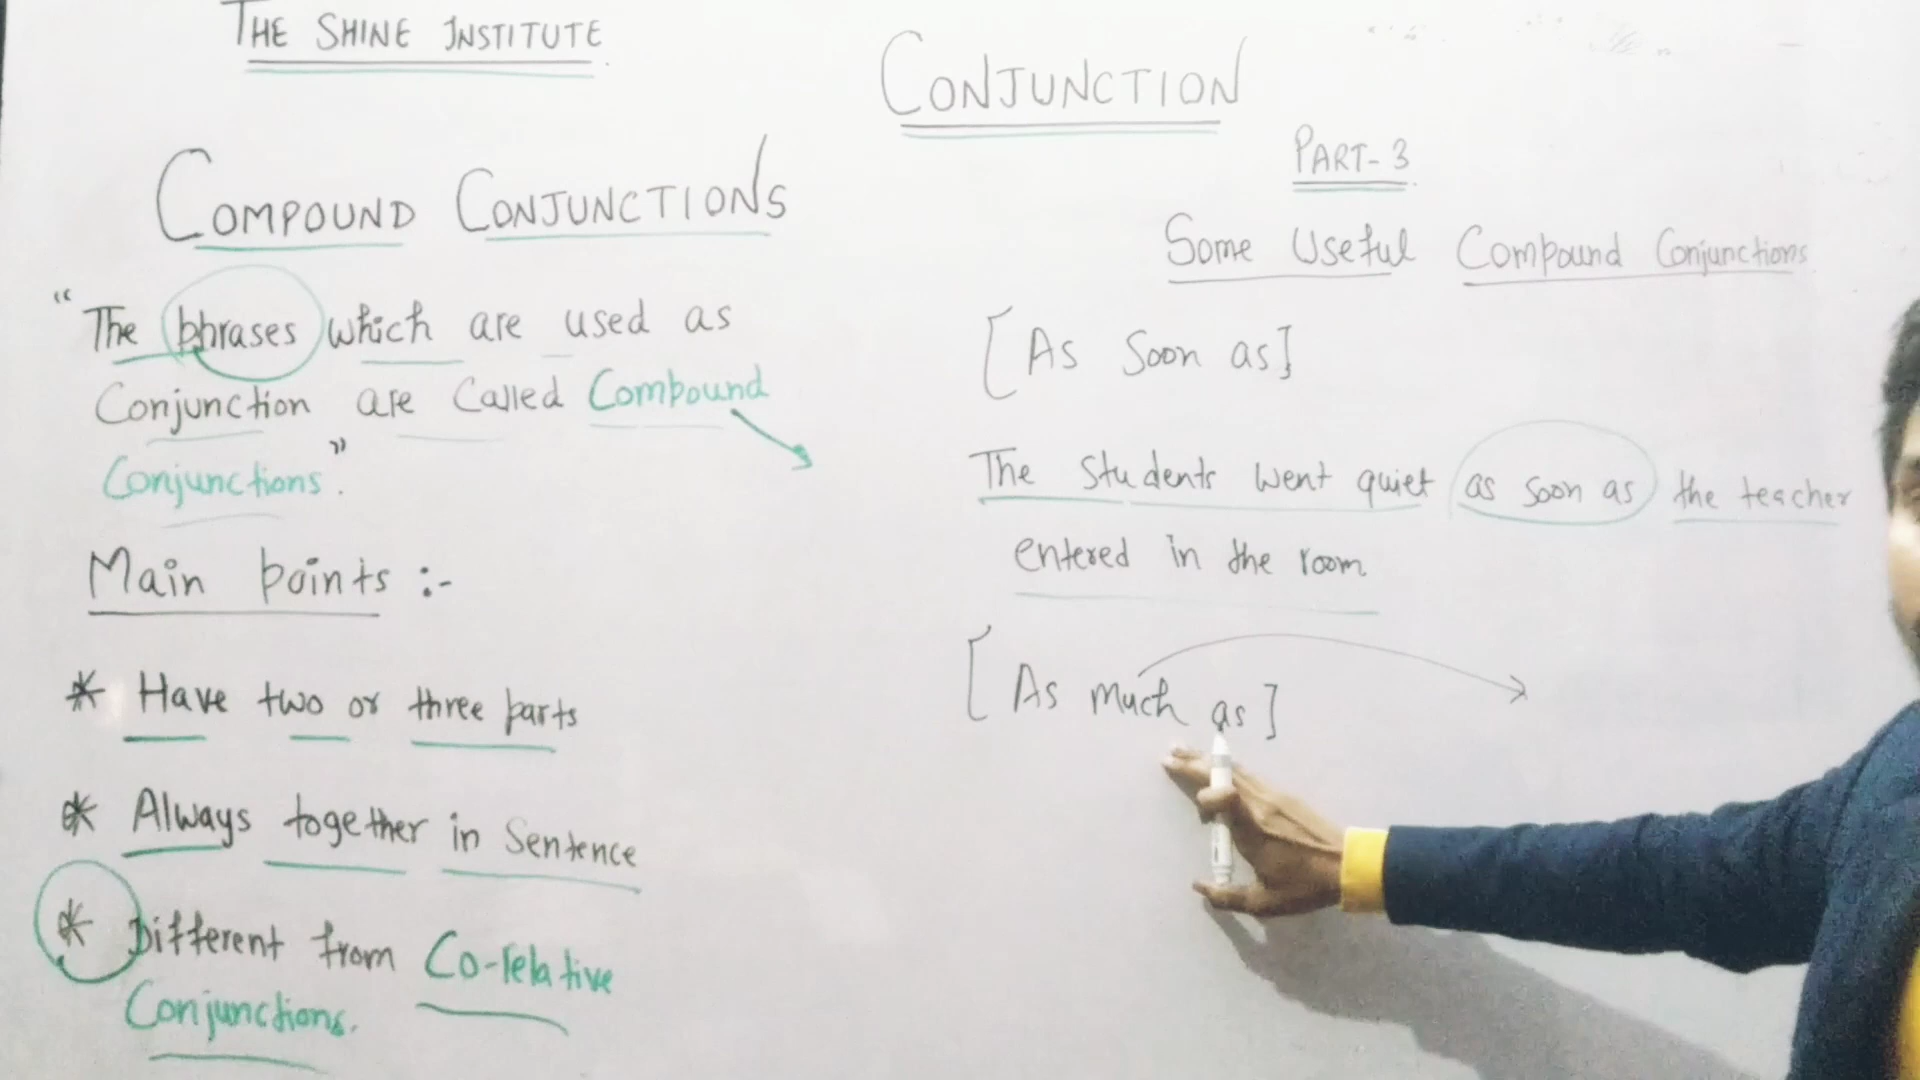 THE SHINE INSTITUTE
CONJUNCTION
PART-3
COMPOUND CONJUNCTIONS
"The phrases which are used as
Conjunction are Called Compound
Conjunctions."
Main points :-
* Have two or three parts
* Always together in Sentence
* Different from Co-relative
Conjunctions.
Some Useful Compound Conjunctions
[As Soon as]
The Students went quiet as soon as the teacher
entered in the room
[As much as]